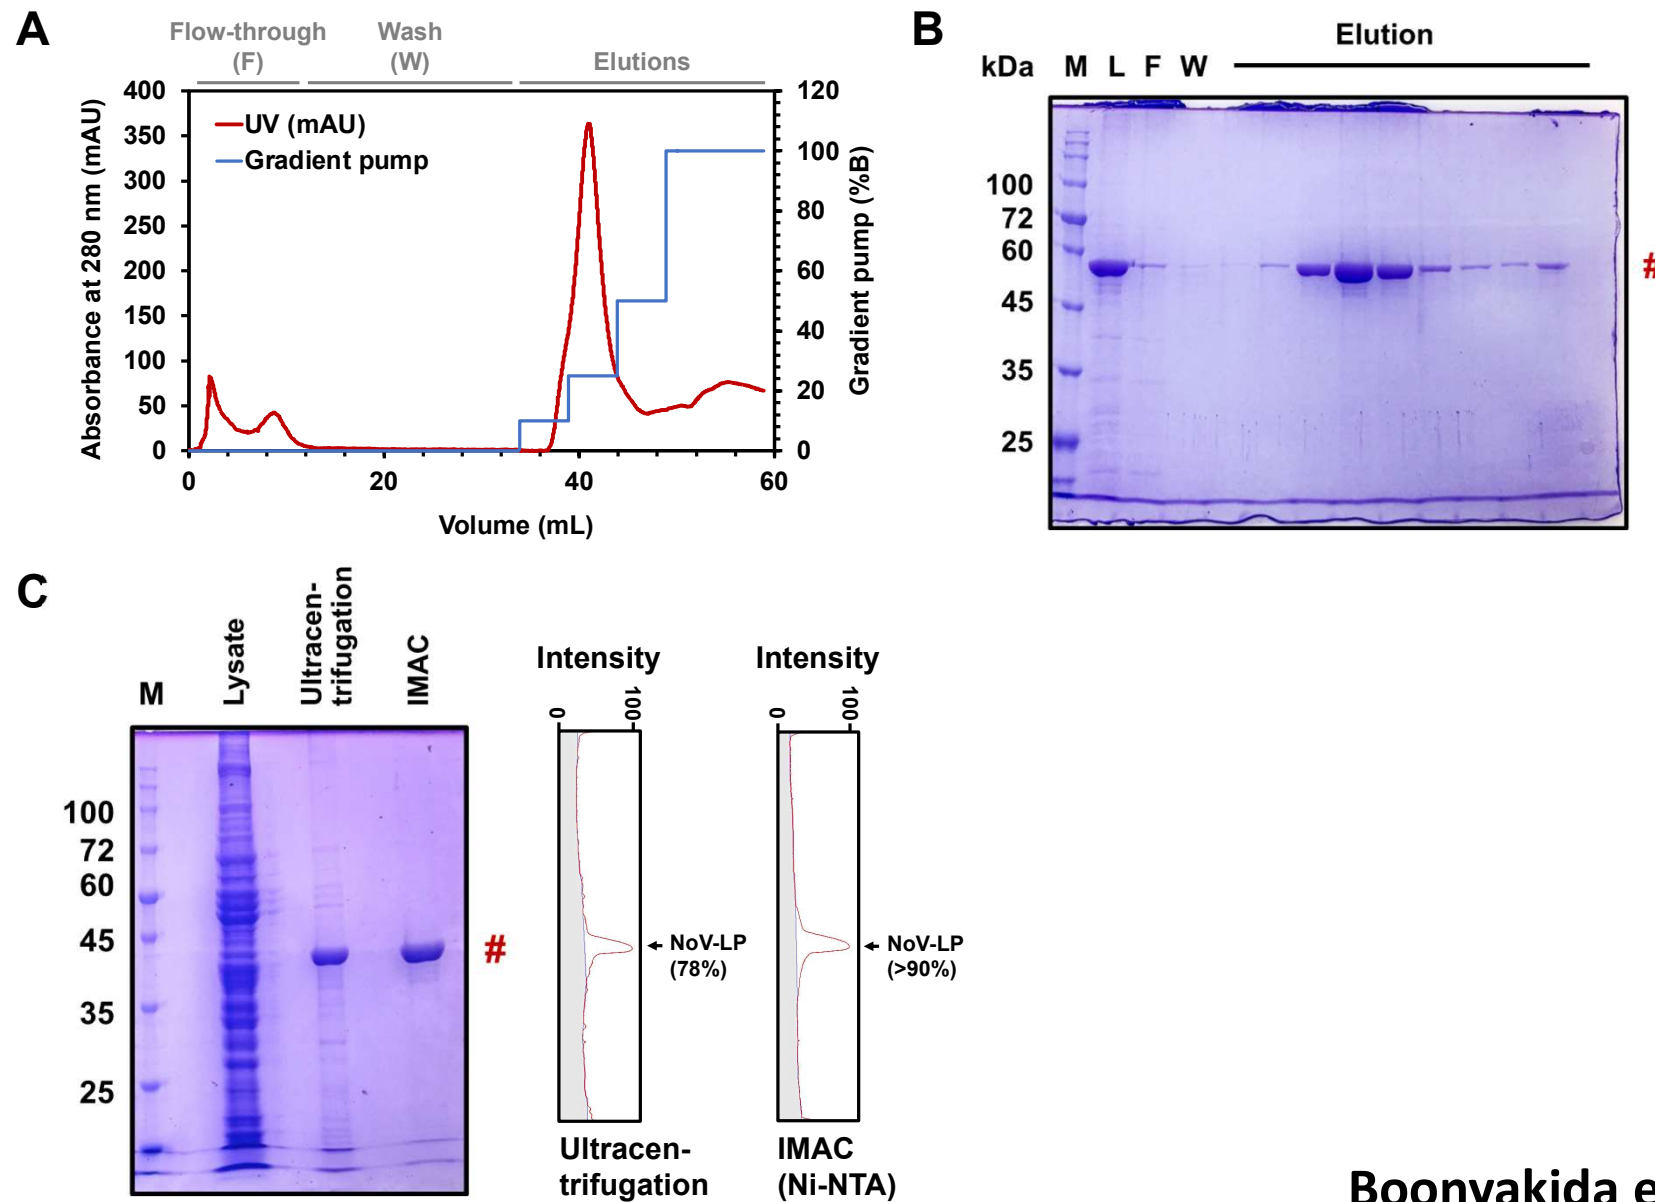 A
Flow-through
(F)
Wash
(W)
Elutions
400
350
300
250
200
150
100
50
0
Absorbance at 280 nm (mAU)
UV (mAU)
Gradient pump
120
100
80
60
40
20
0
Gradient pump (%B)
0
20
40
60
Volume (mL)
B
Elution
kDa M L F W
100
72
60
45
35
25
#
C
M
Lysate
Ultracen-
trifugation
IMAC
100
72
60
45
35
25
#
Intensity
0
100
NoV-LP
(78%)
Ultracen-
trifugation
Intensity
0
100
NoV-LP
(>90%)
IMAC
(Ni-NTA)
Boonyakida e